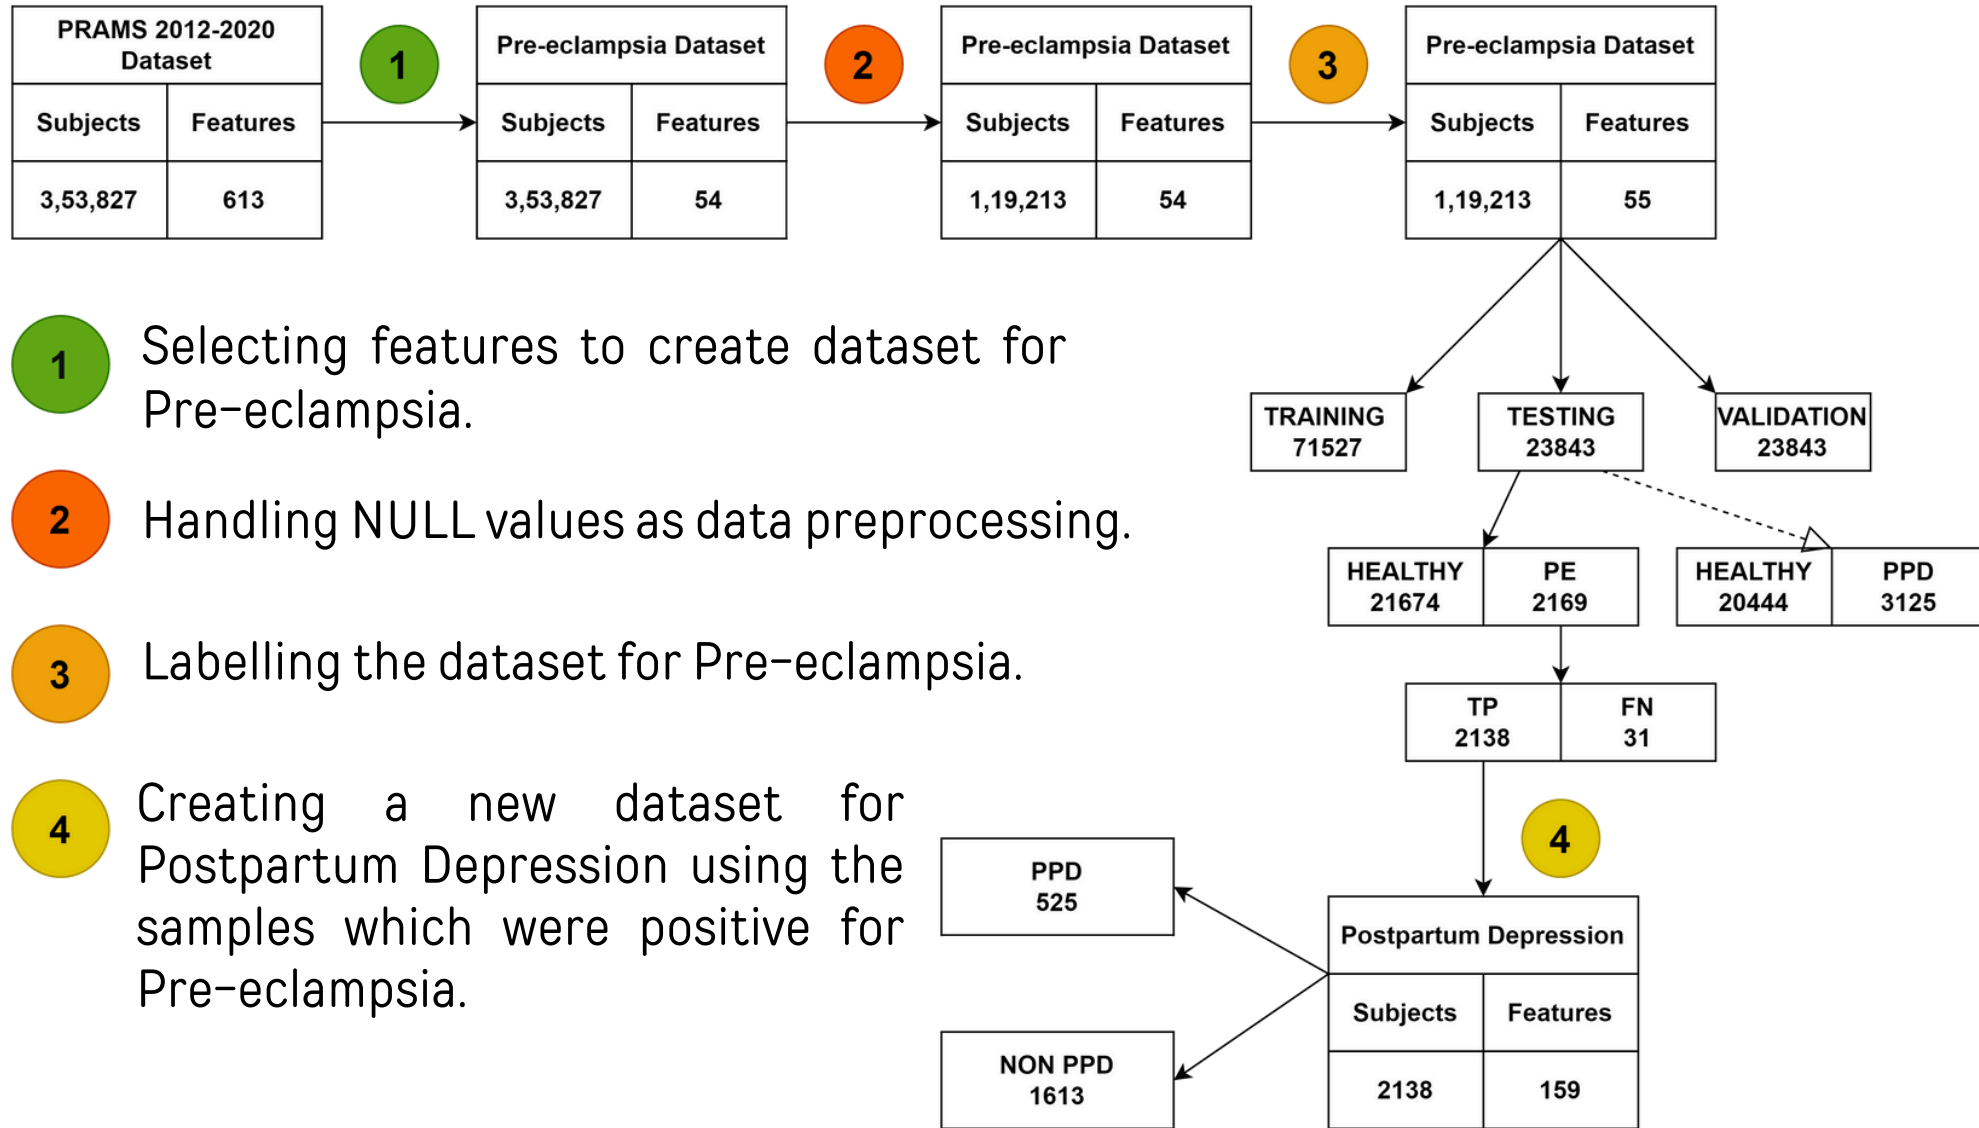 PRAMS 2012-2020
Dataset
Subjects Features
3,53,827 613
1
Pre-eclampsia Dataset
Subjects Features
3,53,827 54
2
Pre-eclampsia Dataset
Subjects Features
1,19,213 54
3
Pre-eclampsia Dataset
Subjects Features
1,19,213 55
1
Selecting features to create dataset for
Pre-eclampsia.
2
Handling NULL values as data preprocessing.
3
Labelling the dataset for Pre-eclampsia.
4
Creating a new dataset for
Postpartum Depression using the
samples which were positive for
Pre-eclampsia.
TRAINING
71527
TESTING
23843
VALIDATION
23843
HEALTHY
21674
PE
2169
HEALTHY
20444
PPD
3125
TP
2138
FN
31
4
Postpartum Depression
Subjects Features
2138 159
PPD
525
NON PPD
1613